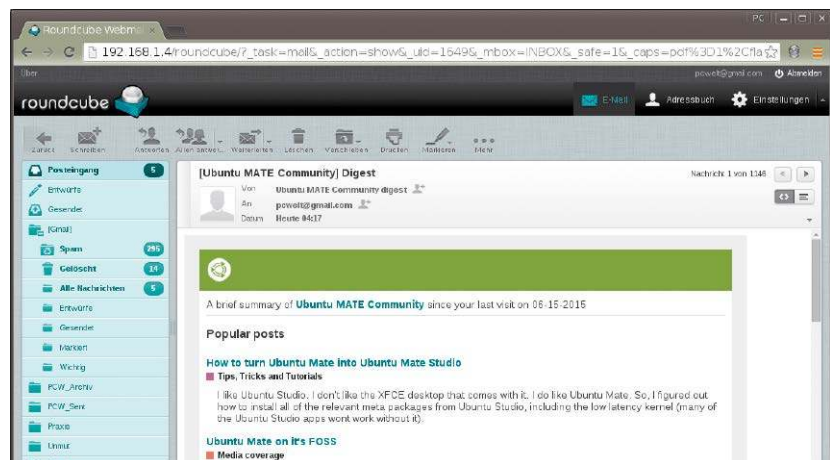 Roundcube Webmai
PC
192.168.1.4/roundcube/?_task=mail&_action=show&_uid=1649&_mbox=INBOX&_safe=1&_caps=pdf%3D1%2Cfla
Über
pcwelt@gmail.com Abmelden
roundcube
E-Mail Adressbuch Einstellungen
Zurück Schreiben Antworten Allen antwor... Weiterleiten Löschen Verschieben Drucken Markieren Mehr
Posteingang 5
Entwürfe
Gesendet
[Gmail]
Spam 295
Gelöscht 14
Alle Nachrichten 5
Entwürfe
Gesendet
Markiert
Wichtig
PCW_Archiv
PCW_Sent
Praxis
Unmut
[Ubuntu MATE Community] Digest
Nachricht 1 von 1146
Von Ubuntu MATE Community digest
An pcwelt@gmail.com
Datum Heute 04:17
A brief summary of Ubuntu MATE Community since your last visit on 06-15-2015
Popular posts
How to turn Ubuntu Mate into Ubuntu Mate Studio
Tips, Tricks and Tutorials
I like Ubuntu Studio. I don't like the XFCE desktop that comes with it. I do like Ubuntu Mate. So, I figured out
how to install all of the relevant meta packages from Ubuntu Studio, including the low latency kernel (many of
the Ubuntu Studio apps wont work without it).
Ubuntu Mate on it's FOSS
Media coverage